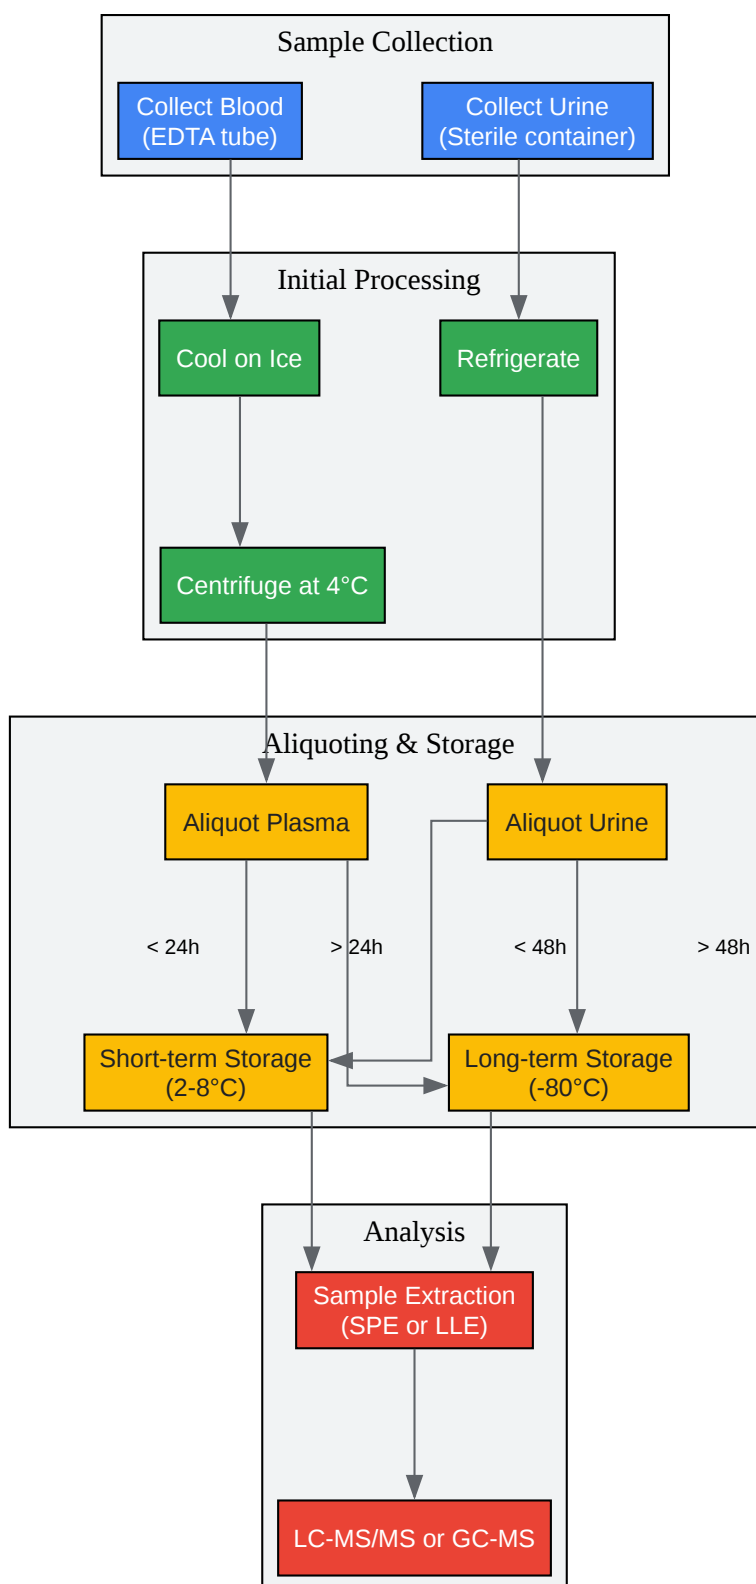 Sample Collection
Collect Blood
(EDTA tube)
Collect Urine
(Sterile container)
Initial Processing
Cool on Ice
Refrigerate
Centrifuge at 4°C
Aliquoting & Storage
Aliquot Plasma
Aliquot Urine
< 24h
> 24h
< 48h
> 48h
Short-term Storage
(2-8°C)
Long-term Storage
(-80°C)
Analysis
Sample Extraction
(SPE or LLE)
LC-MS/MS or GC-MS